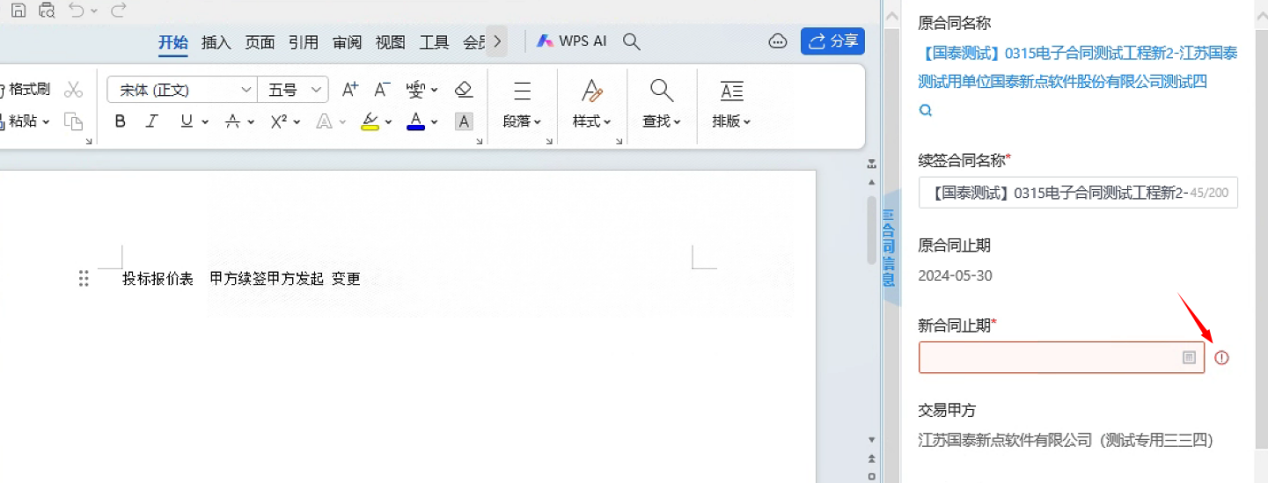 开始 插入 页面 引用 审阅 视图 工具 会员 WPS AI 分享
格式刷 宋体 (正文) 五号 A+ A-
粘贴 B I U A X² A A A 段落 样式 查找 排版
投标报价表 甲方续签甲方发起 变更
合同信息
原合同名称
【国泰测试】0315电子合同测试工程新2-江苏国泰
测试用单位国泰新点软件股份有限公司测试四
续签合同名称*
【国泰测试】0315电子合同测试工程新2- 45/200
原合同止期
2024-05-30
新合同止期*
交易甲方
江苏国泰新点软件有限公司（测试专用三三四）